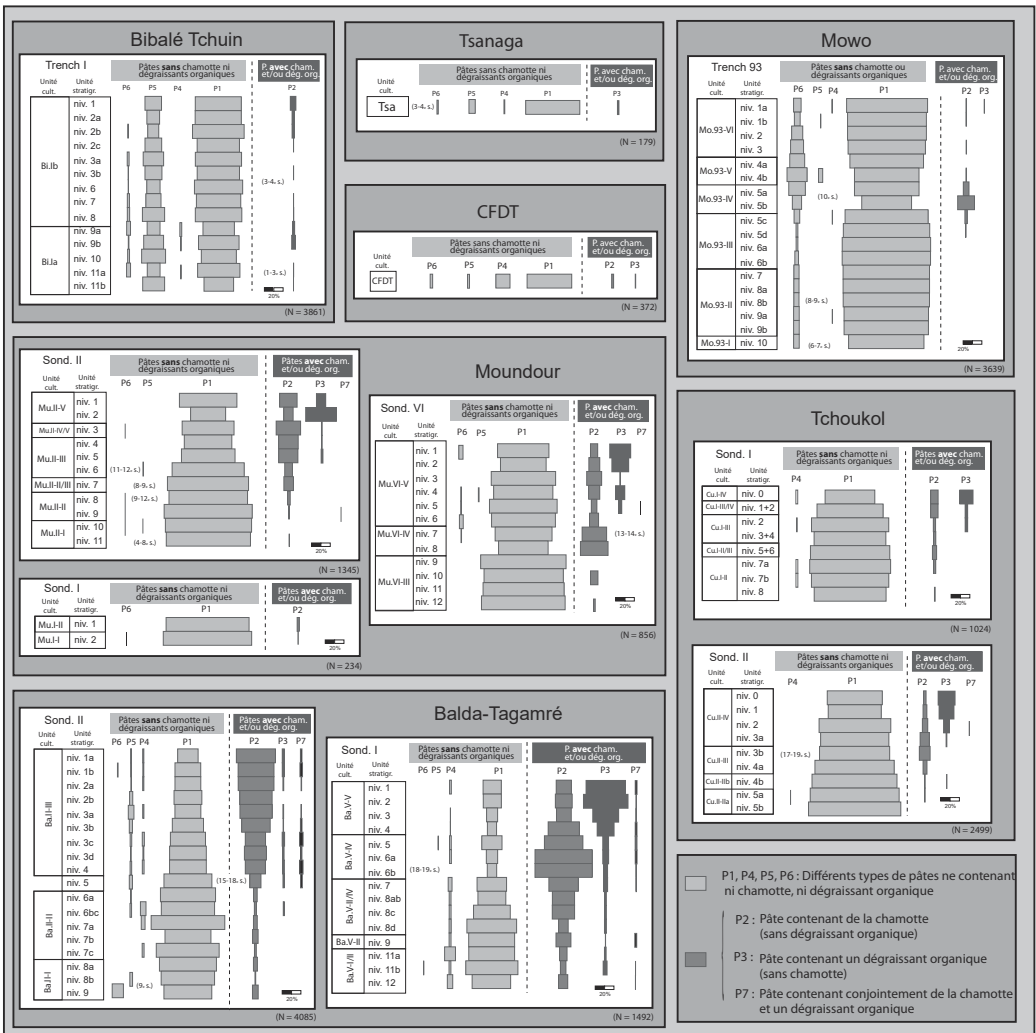 Bibalé Tchuin
Trench I
Pâtes sans chamotte ni
dégraissants organiques
P. avec cham.
et/ou dég. org.
Unité
cult.
Unité
stratigr.
P6 P5 P4 P1 P2
Bi.Ib
niv. 1
niv. 2a
niv. 2b
niv. 2c
niv. 3a
niv. 3b
niv. 6
niv. 7
niv. 8
(3-4e s.)
Bi.Ia
niv. 9a
niv. 9b
niv. 10
niv. 11a
niv. 11b
(1-3e s.)
20%
(N = 3861)
Tsanaga
Pâtes sans chamotte ni
dégraissants organiques
P. avec cham.
et/ou dég. org.
Unité
cult.
P6 P5 P4 P1 P3
Tsa
(3-4e s.)
(N = 179)
CFDT
Pâtes sans chamotte ni
dégraissants organiques
P. avec cham.
et/ou dég. org.
Unité
cult.
P6 P5 P4 P1 P2 P3
CFDT
(N = 372)
Mowo
Trench 93
Pâtes sans chamotte ou
dégraissants organiques
P. avec cham.
et/ou dég. org.
Unité
cult.
Unité
stratigr.
P6 P5 P4 P1 P2 P3
Mo.93-VI
niv. 1a
niv. 1b
niv. 2
niv. 3
Mo.93-V
niv. 4a
niv. 4b
Mo.93-IV
niv. 5a
niv. 5b
(10e s.)
Mo.93-III
niv. 5c
niv. 5d
niv. 6a
niv. 6b
Mo.93-II
niv. 7
niv. 8a
niv. 8b
niv. 9a
niv. 9b
(8-9e s.)
Mo.93-I
niv. 10
(6-7e s.)
20%
(N = 3639)
Moundour
Sond. II
Pâtes sans chamotte ni
dégraissants organiques
Pâtes avec cham.
et/ou dég. org.
Unité
cult.
Unité
stratigr.
P6 P5 P1 P2 P3 P7
Mu.II-V
niv. 1
niv. 2
Mu.II-IV/V
niv. 3
Mu.II-III
niv. 4
niv. 5
niv. 6
(11-12e s.)
Mu.II-II/III
niv. 7
(8-9e s.)
Mu.II-II
niv. 8
niv. 9
(9-12e s.)
Mu.II-I
niv. 10
niv. 11
(4-8e s.)
20%
(N = 1345)
Sond. I
Pâtes sans chamotte ni
dégraissants organiques
Pâtes avec cham.
et/ou dég. org.
Unité
cult.
Unité
stratigr.
P6 P1 P2
Mu.I-II
niv. 1
Mu.I-I
niv. 2
20%
(N = 234)
Sond. VI
Pâtes sans chamotte ni
dégraissants organiques
P. avec cham.
et/ou dég. org.
Unité
cult.
Unité
stratigr.
P6 P5 P1 P2 P3 P7
Mu.VI-V
niv. 1
niv. 2
niv. 3
niv. 4
niv. 5
niv. 6
Mu.VI-IV
niv. 7
niv. 8
(13-14e s.)
Mu.VI-III
niv. 9
niv. 10
niv. 11
niv. 12
20%
(N = 856)
Tchoukol
Sond. I
Pâtes sans chamotte ni
dégraissants organiques
Pâtes avec cham.
et/ou dég. org.
Unité
cult.
Unité
stratigr.
P4 P1 P2 P3
Cu.I-IV
niv. 0
Cu.I-III/IV
niv. 1+2
Cu.I-III
niv. 2
niv. 3+4
Cu.I-II/III
niv. 5+6
Cu.I-II
niv. 7a
niv. 7b
niv. 8
20%
(N = 1024)
Sond. II
Pâtes sans chamotte ni
dégraissants organiques
P. avec cham.
et/ou dég. org.
Unité
cult.
Unité
stratigr.
P4 P1 P2 P3 P7
Cu.II-IV
niv. 0
niv. 1
niv. 2
niv. 3a
Cu.II-III
niv. 3b
niv. 4a
(17-19e s.)
Cu.II-IIb
niv. 4b
Cu.II-IIa
niv. 5a
niv. 5b
20%
(N = 2499)
Balda-Tagamré
Sond. II
Pâtes sans chamotte ni
dégraissants organiques
Pâtes avec cham.
et/ou dég. org.
Unité
cult.
Unité
stratigr.
P6 P5 P4 P1 P2 P3 P7
Ba.II-III
niv. 1a
niv. 1b
niv. 2a
niv. 2b
niv. 3a
niv. 3b
niv. 3c
niv. 3d
niv. 4
niv. 5
(15-18e s.)
Ba.II-II
niv. 6a
niv. 6bc
niv. 7a
niv. 7b
niv. 7c
Ba.II-I
niv. 8a
niv. 8b
niv. 9
(9e s.)
20%
(N = 4085)
Sond. I
Pâtes sans chamotte ni
dégraissants organiques
P. avec cham.
et/ou dég. org.
Unité
cult.
Unité
stratigr.
P6 P5 P4 P1 P2 P3 P7
Ba.V-V
niv. 1
niv. 2
niv. 3
niv. 4
Ba.V-IV
niv. 5
niv. 6a
niv. 6b
(18-19e s.)
Ba.V-II/IV
niv. 7
niv. 8ab
niv. 8c
niv. 8d
Ba.V-II
niv. 9
Ba.V-I/II
niv. 11a
niv. 11b
niv. 12
20%
(N = 1492)
P1, P4, P5, P6 : Différents types de pâtes ne contenant
ni chamotte, ni dégraissant organique
P2 : Pâte contenant de la chamotte
(sans dégraissant organique)
P3 : Pâte contenant un dégraissant organique
(sans chamotte)
P7 : Pâte contenant conjointement de la chamotte
et un dégraissant organique